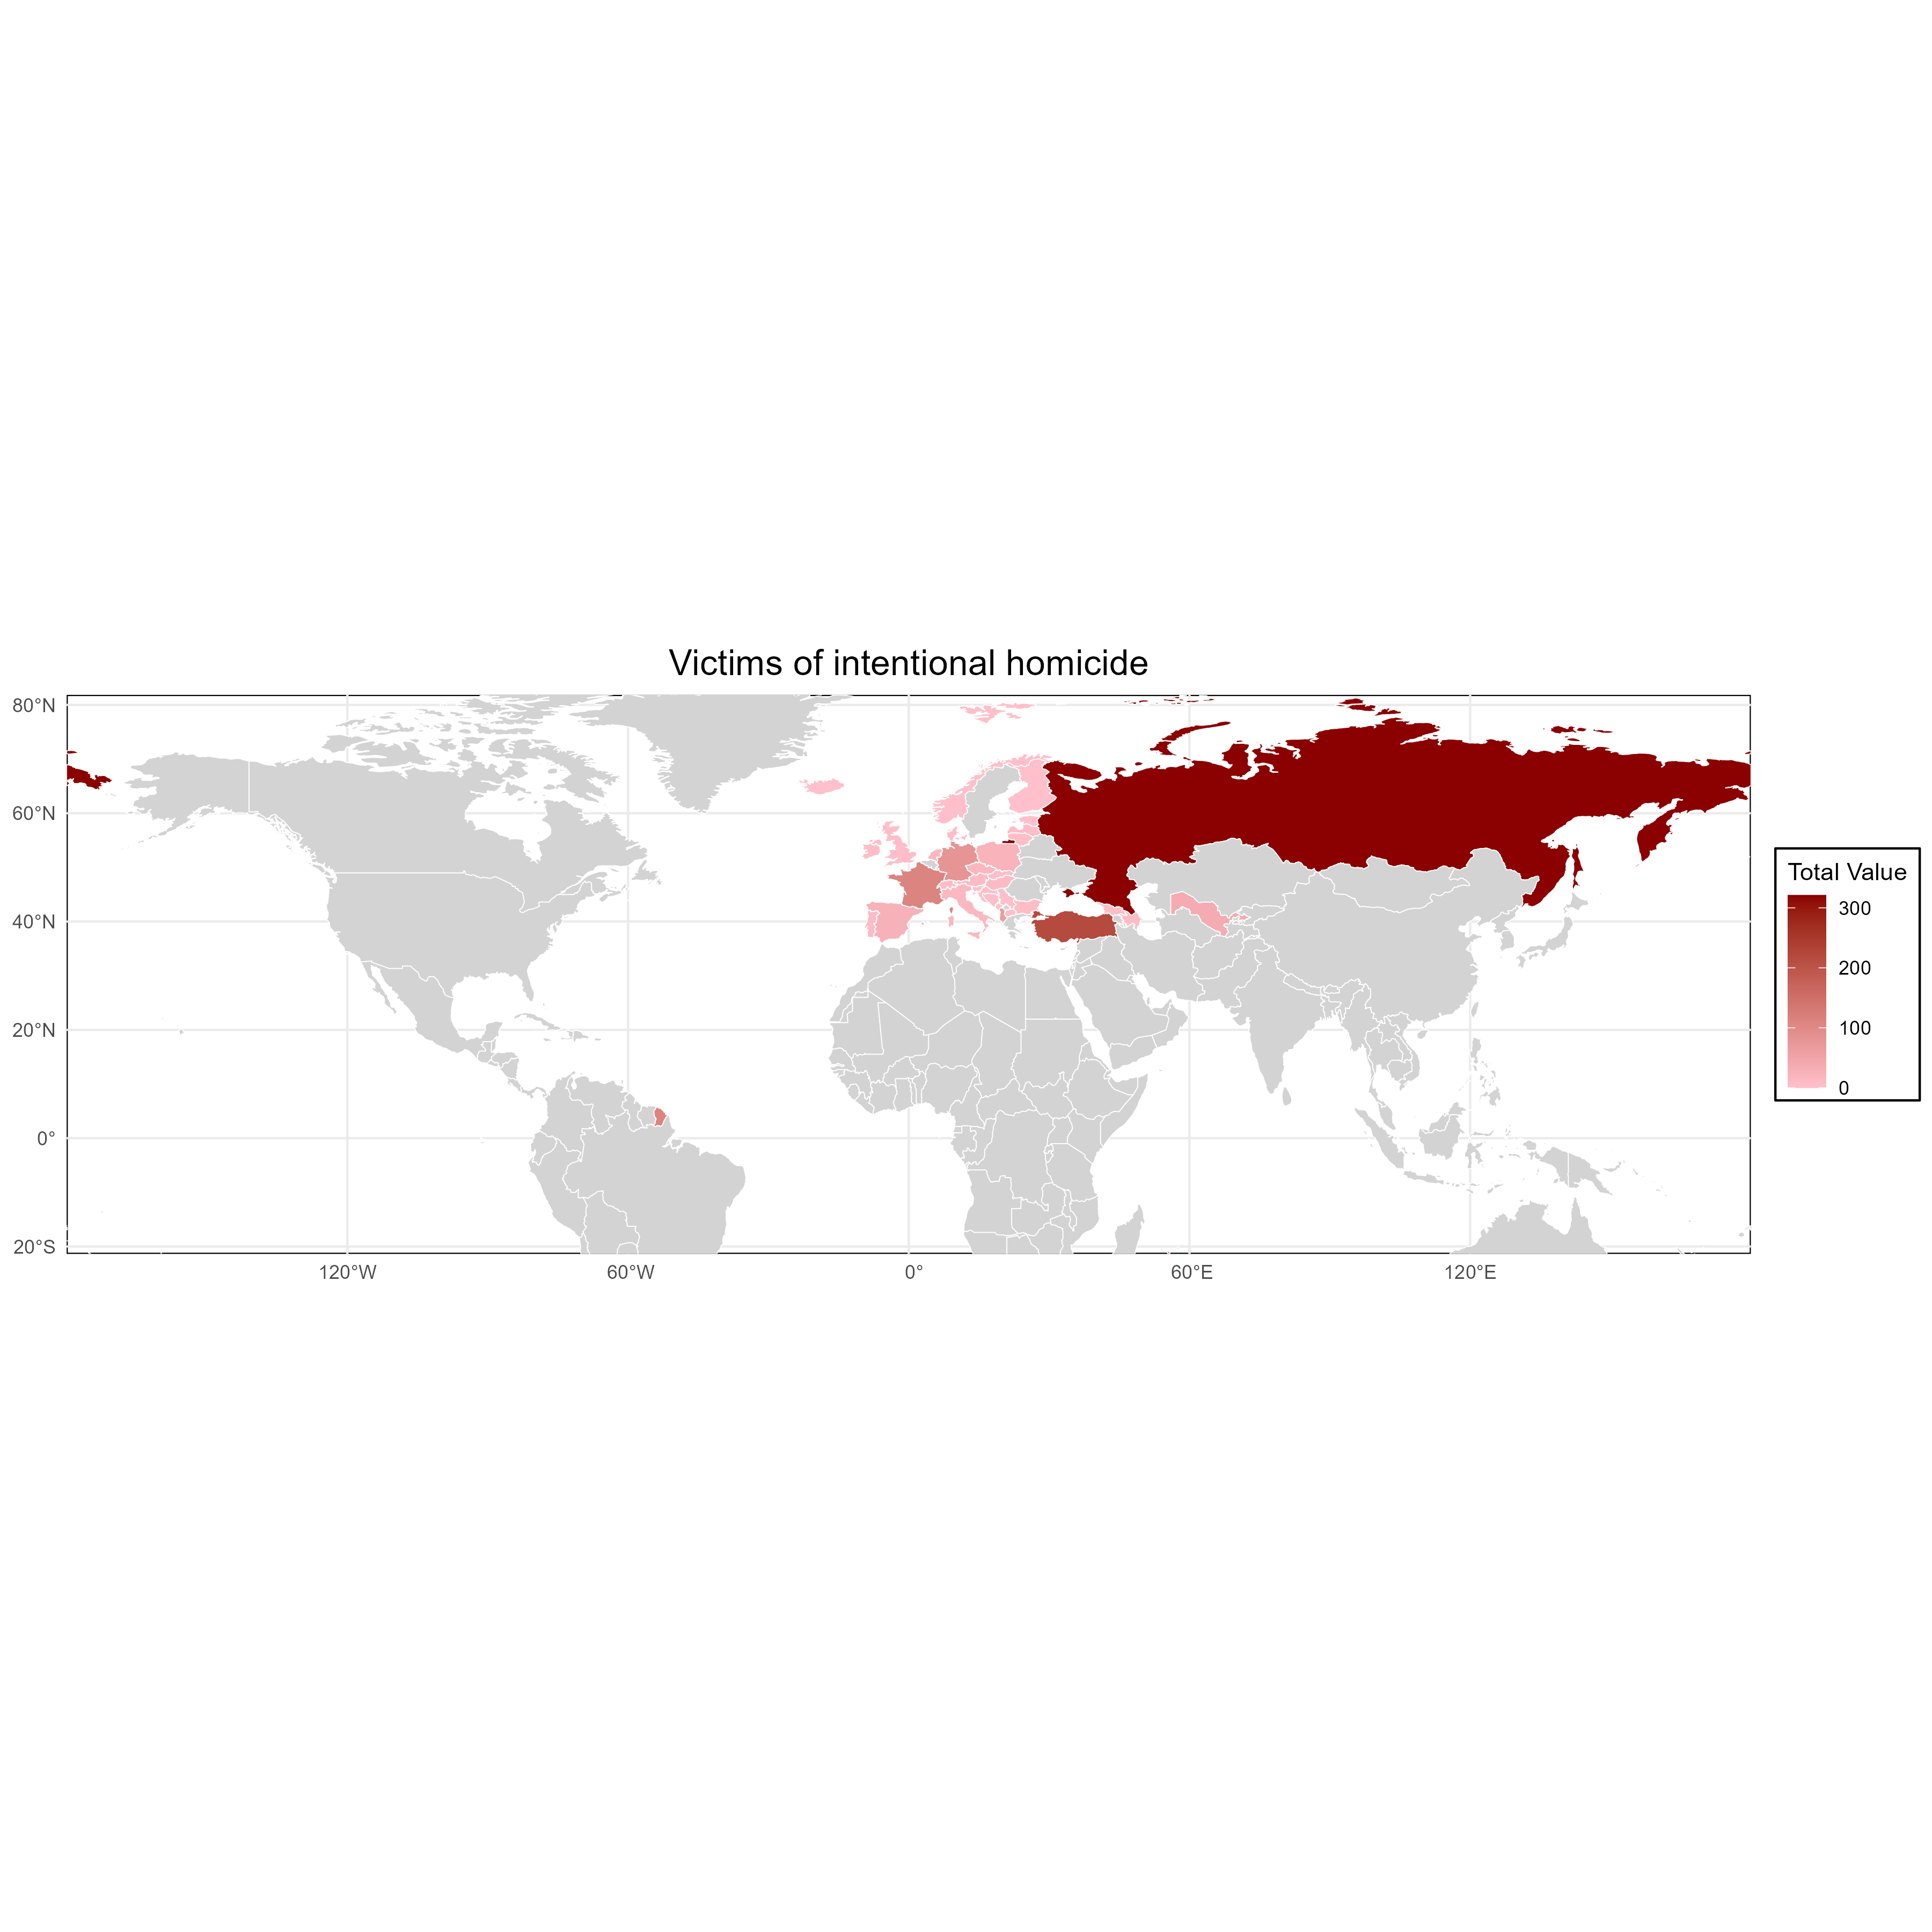 Victims of intentional homicide
80°N
60°N
40°N
20°N
0°
20°S
120°W
60°W
0°
60°E
120°E
Total Value
300
200
100
0